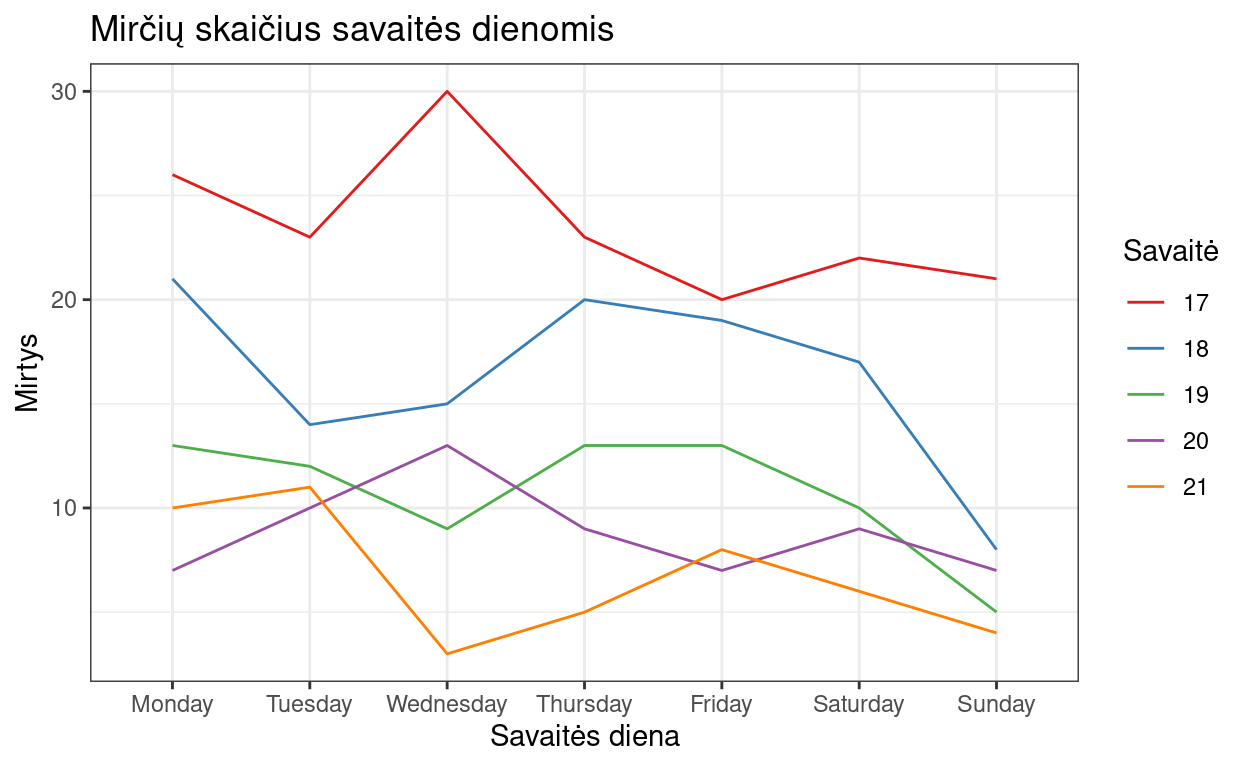 Mirčių skaičius savaitės dienomis
30
20
10
Mirtys
Monday Tuesday Wednesday Thursday Friday Saturday Sunday
Savaitės diena
Savaitė
17
18
19
20
21